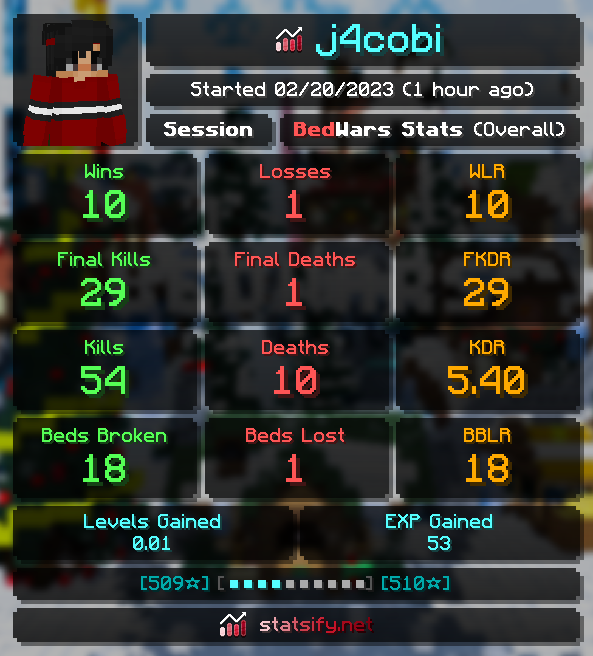 j4cobi
Started 02/20/2023 (1 hour ago)
Session
BedWars Stats (Overall)
Wins
10
Losses
1
WLR
10
Final Kills
29
Final Deaths
1
FKDR
29
Kills
54
Deaths
10
KDR
5.40
Beds Broken
18
Beds Lost
1
BBLR
18
Levels Gained
0.01
EXP Gained
53
[509☆] [■■■■■■■■■■] [510☆]
statsify.net